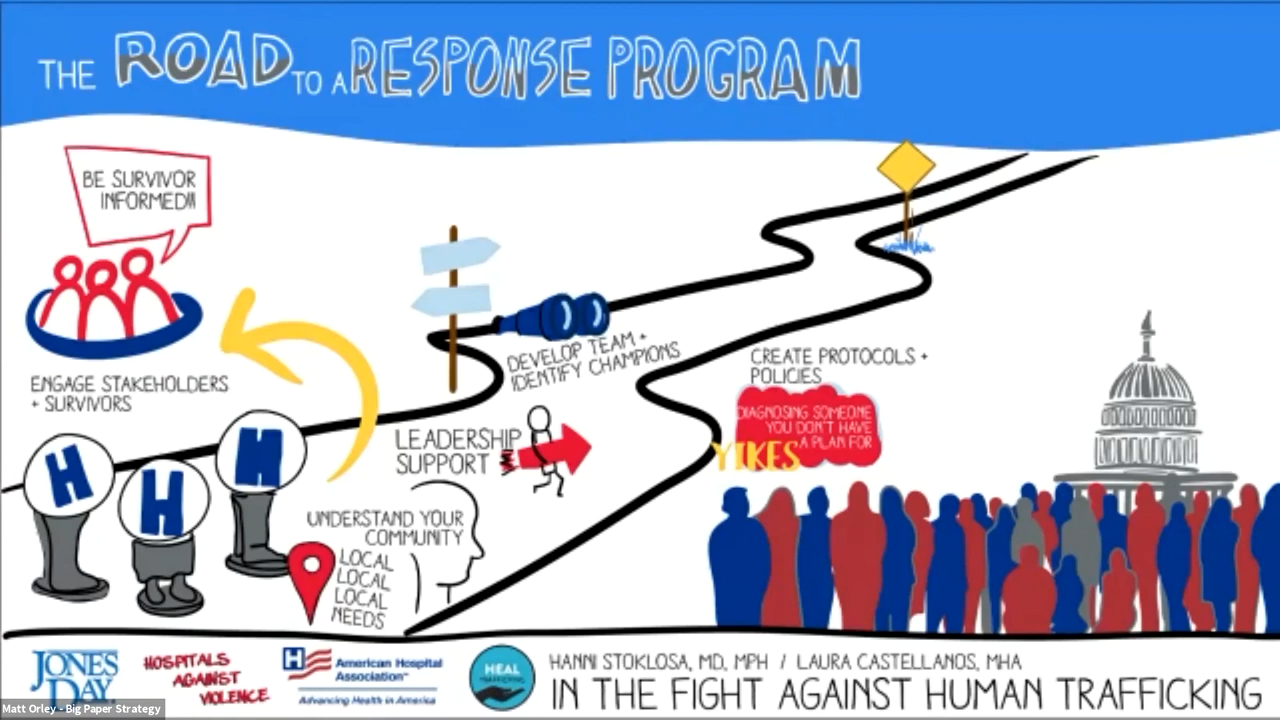 THE ROAD TO A RESPONSE PROGRAM
BE SURVIVOR
INFORMED!!!
ENGAGE STAKEHOLDERS
+ SURVIVORS
H
H
H
DEVELOP TEAM +
IDENTIFY CHAMPIONS
LEADERSHIP
SUPPORT
UNDERSTAND YOUR
COMMUNITY
LOCAL
LOCAL
LOCAL
NEEDS
CREATE PROTOCOLS +
POLICIES
DIAGNOSING SOMEONE
YOU DON'T HAVE
A PLAN FOR
YIKES
JONES
DAY
HOSPITALS
AGAINST
VIOLENCE
H
American Hospital
Association™
Advancing Health in America
HEAL
TRAFFICKING
HANNI STOKLOSA, MD, MPH / LAURA CASTELLANOS, MHA
IN THE FIGHT AGAINST HUMAN TRAFFICKING
Matt Orley - Big Paper Strategy